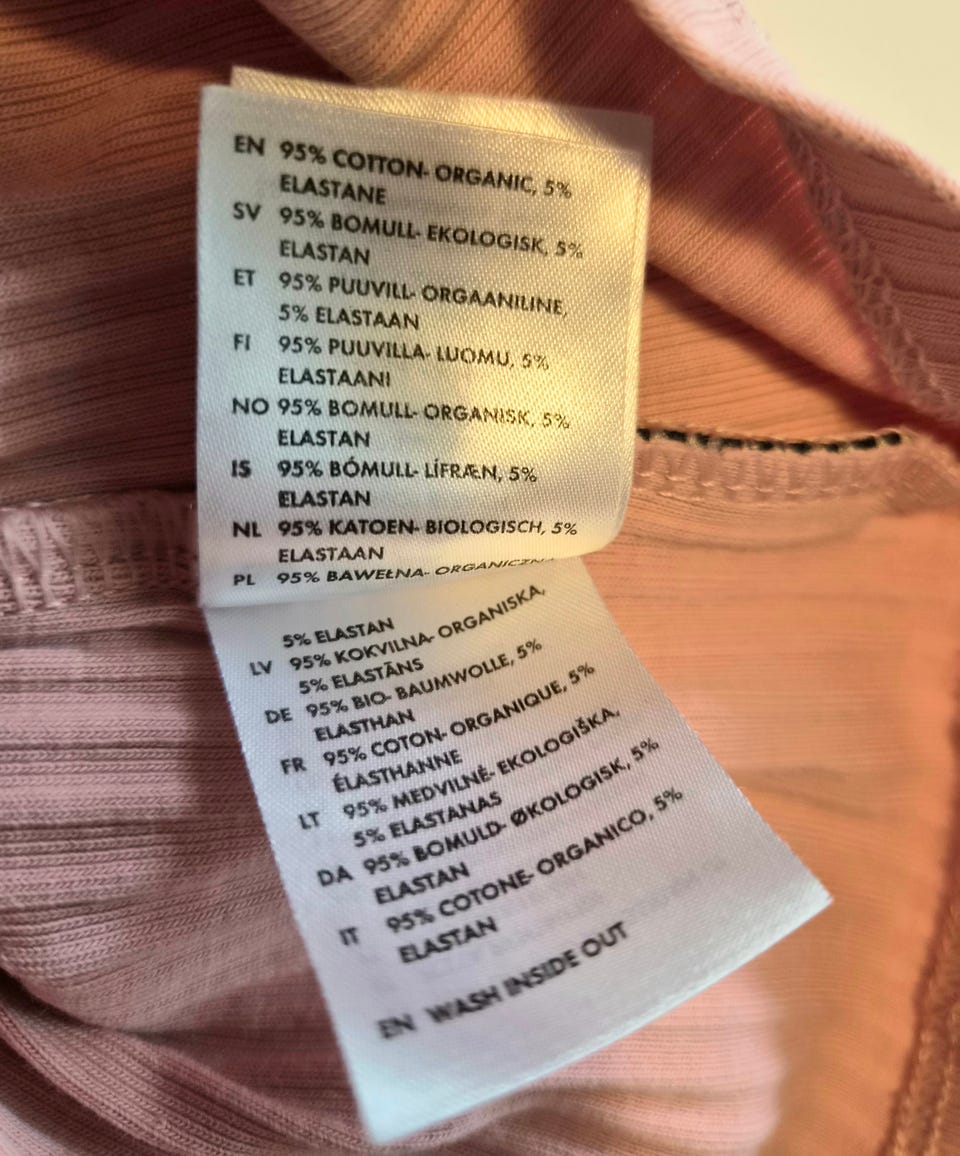 EN 95% COTTON- ORGANIC, 5%
ELASTANE
SV 95% BOMULL- EKOLOGISK, 5%
ELASTAN
ET 95% PUUVILL- ORGAANILINE,
5% ELASTAAN
FI 95% PUUVILLA- LUOMU, 5%
ELASTAANI
NO 95% BOMULL- ORGANISK, 5%
ELASTAN
IS 95% BÓMULL- LÍFRÆN, 5%
ELASTAN
NL 95% KATOEN- BIOLOGISCH, 5%
ELASTAAN
PL 95% BAWEŁNA- ORGANICZNA
5% ELASTAN
LV 95% KOKVILNA- ORGANISKA,
5% ELASTĀNS
DE 95% BIO- BAUMWOLLE, 5%
ELASTHAN
FR 95% COTON- ORGANIQUE, 5%
ÉLASTHANNE
LT 95% MEDVILNĖ- EKOLOGIŠKA,
5% ELASTANAS
DA 95% BOMULD- ØKOLOGISK, 5%
ELASTAN
IT 95% COTONE- ORGANICO, 5%
ELASTAN
EN WASH INSIDE OUT